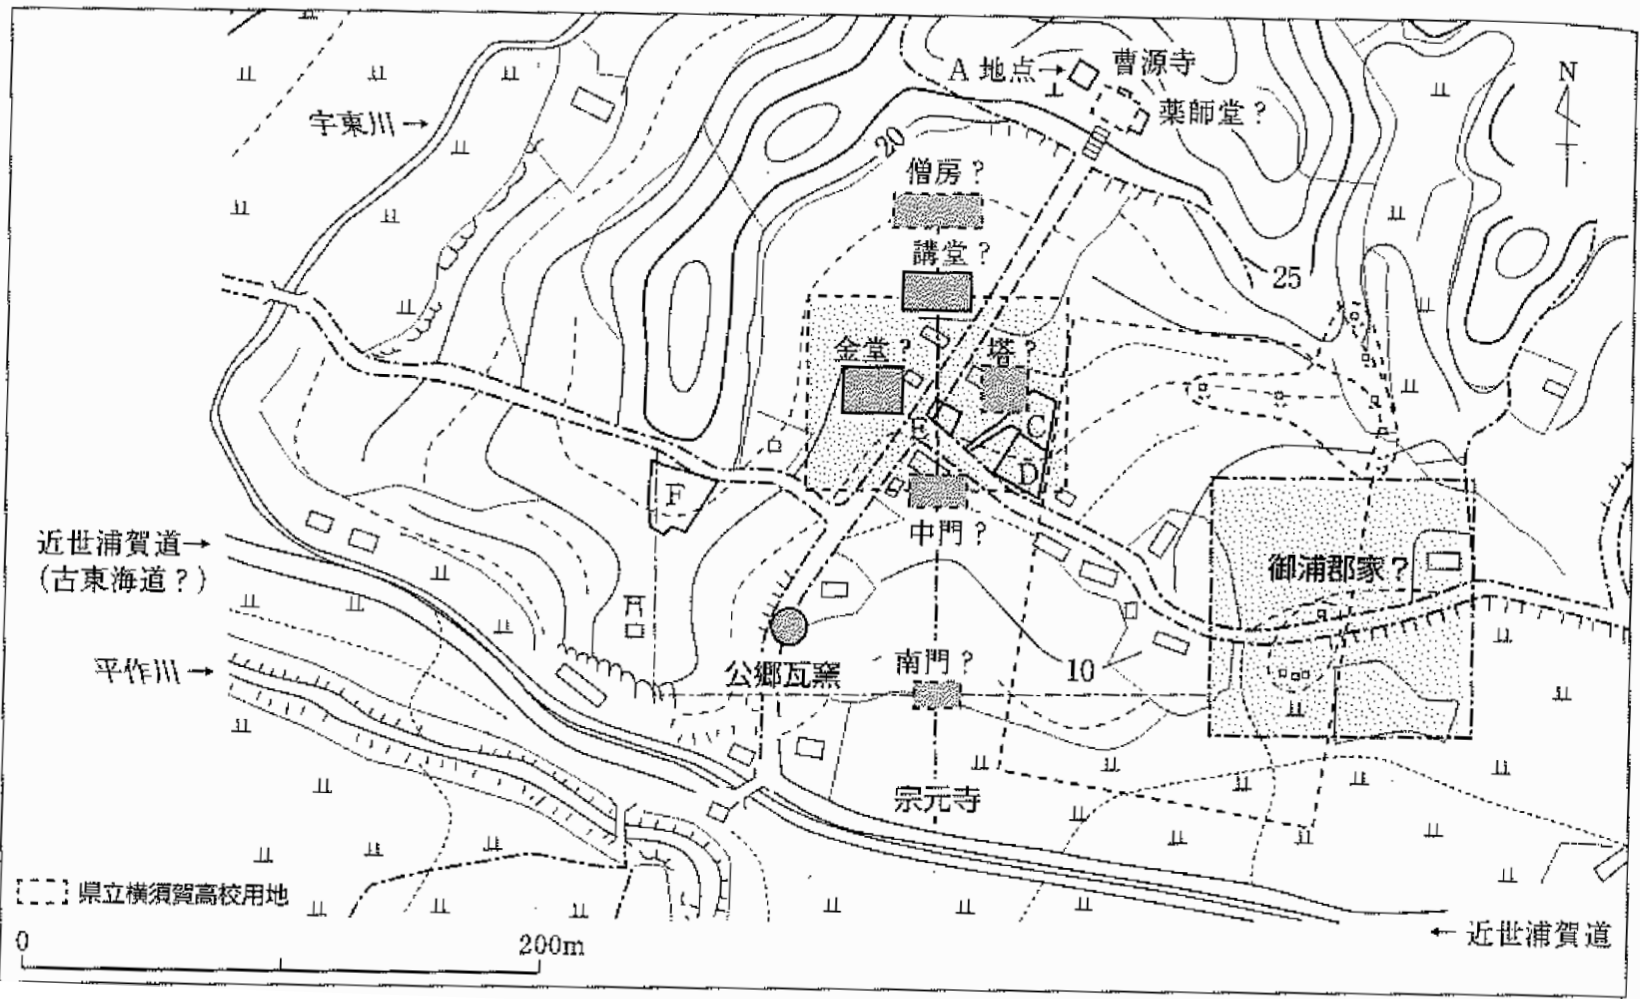 A 地点→
曹源寺
N
宇東川→
薬師堂？
20
僧房？
講堂？
25
金堂？
塔？
E
C
D
F
近世浦賀道→
(古東海道？)
中門？
御浦郡家？
平作川→
公郷瓦窯
南門？
10
宗元寺
県立横須賀高校用地
0
200m
←近世浦賀道